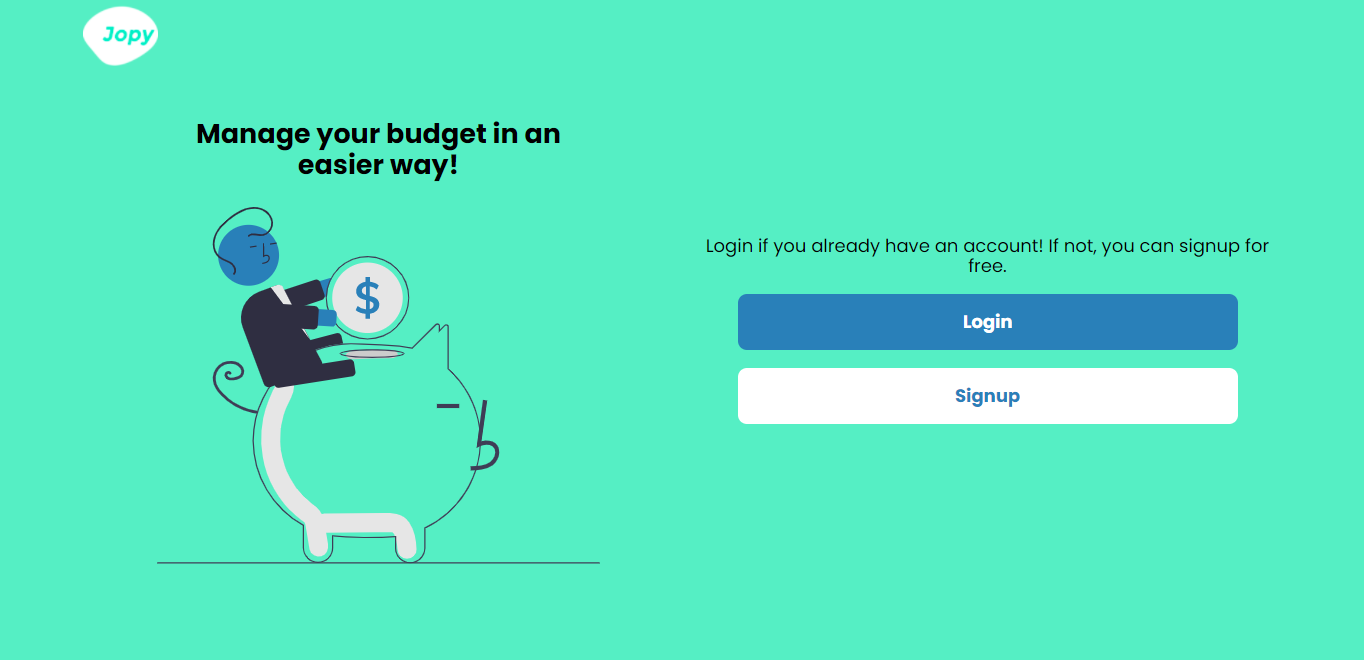 Jopy
Manage your budget in an
easier way!
$
Login if you already have an account! If not, you can signup for
free.
Login
Signup